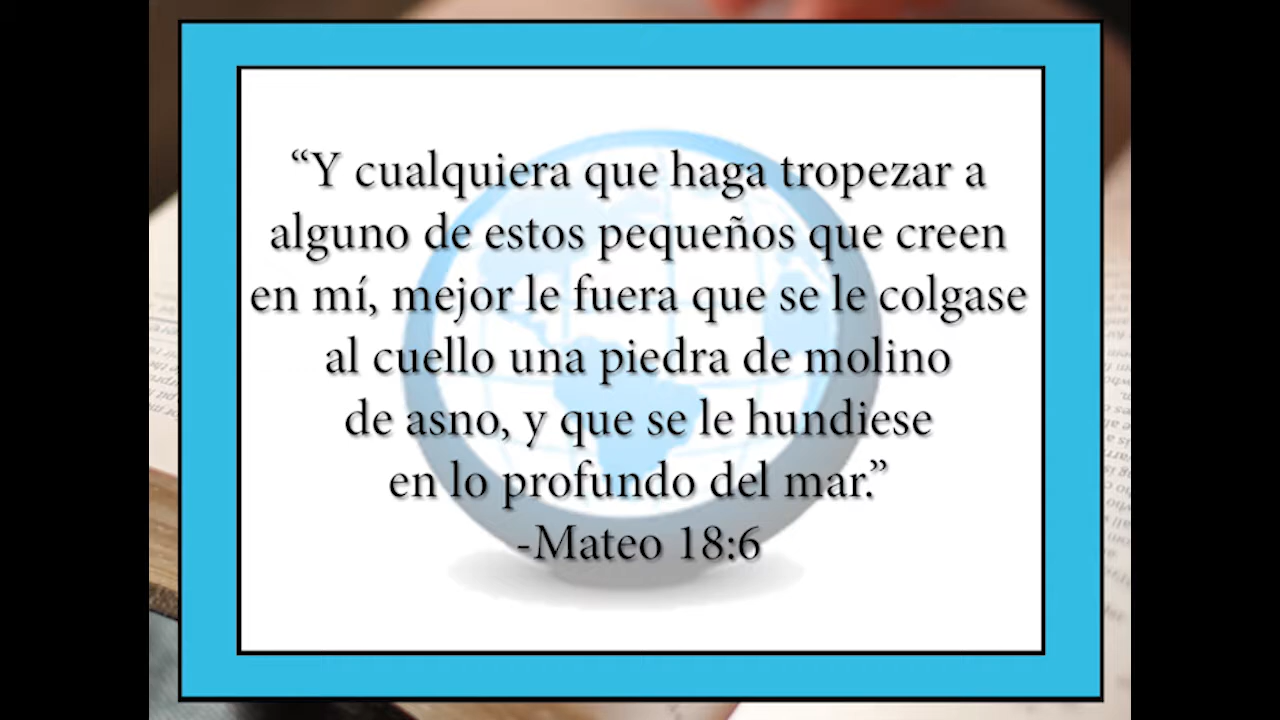 “Y cualquiera que haga tropezar a
alguno de estos pequeños que creen
en mí, mejor le fuera que se le colgase
al cuello una piedra de molino
de asno, y que se le hundiese
en lo profundo del mar.”
-Mateo 18:6